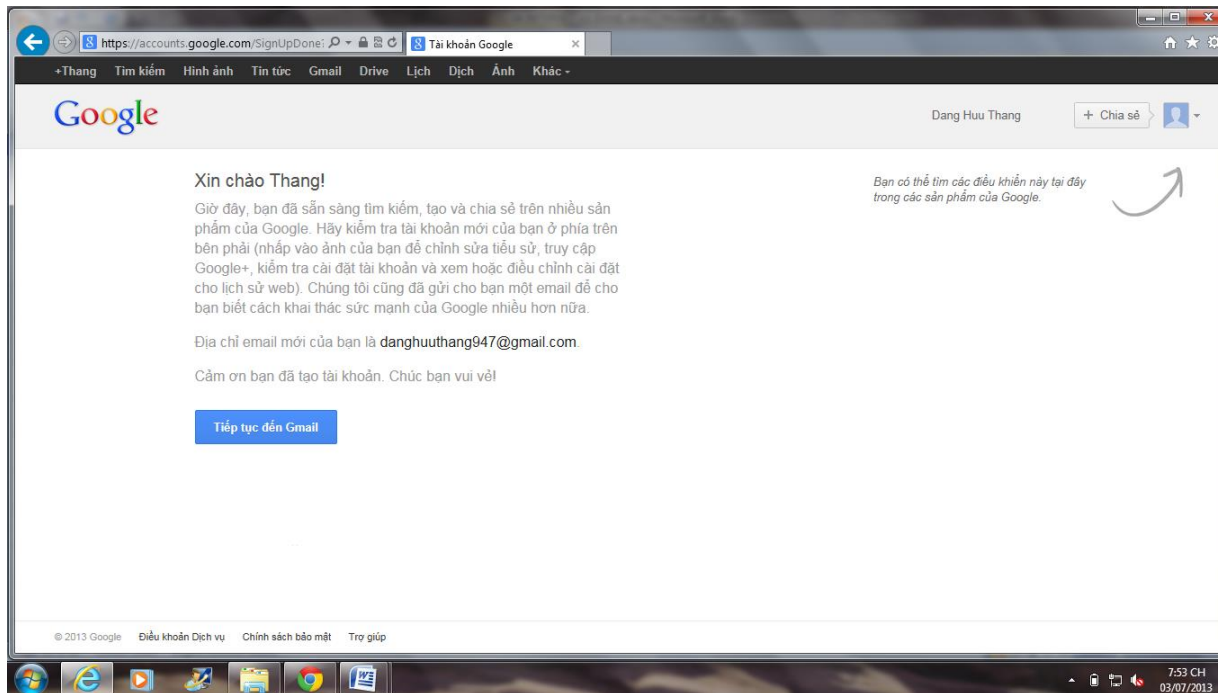 https://accounts.google.com/SignUpDone?
Tài khoản Google
+Thang Tìm kiếm Hình ảnh Tin tức Gmail Drive Lịch Dịch Ảnh Khác
Google
Dang Huu Thang
+ Chia sẻ
Xin chào Thang!
Giờ đây, bạn đã sẵn sàng tìm kiếm, tạo và chia sẻ trên nhiều sản
phẩm của Google. Hãy kiểm tra tài khoản mới của bạn ở phía trên
bên phải (nhấp vào ảnh của bạn để chỉnh sửa tiểu sử, truy cập
Google+, kiểm tra cài đặt tài khoản và xem hoặc điều chỉnh cài đặt
cho lịch sử web). Chúng tôi cũng đã gửi cho bạn một email để cho
bạn biết cách khai thác sức mạnh của Google nhiều hơn nữa.
Địa chỉ email mới của bạn là danghuuthang947@gmail.com.
Cảm ơn bạn đã tạo tài khoản. Chúc bạn vui vẻ!
Tiếp tục đến Gmail
Bạn có thể tìm các điều khiển này tại đây
trong các sản phẩm của Google.
© 2013 Google Điều khoản Dịch vụ Chính sách bảo mật Trợ giúp
7:53 CH
03/07/2013